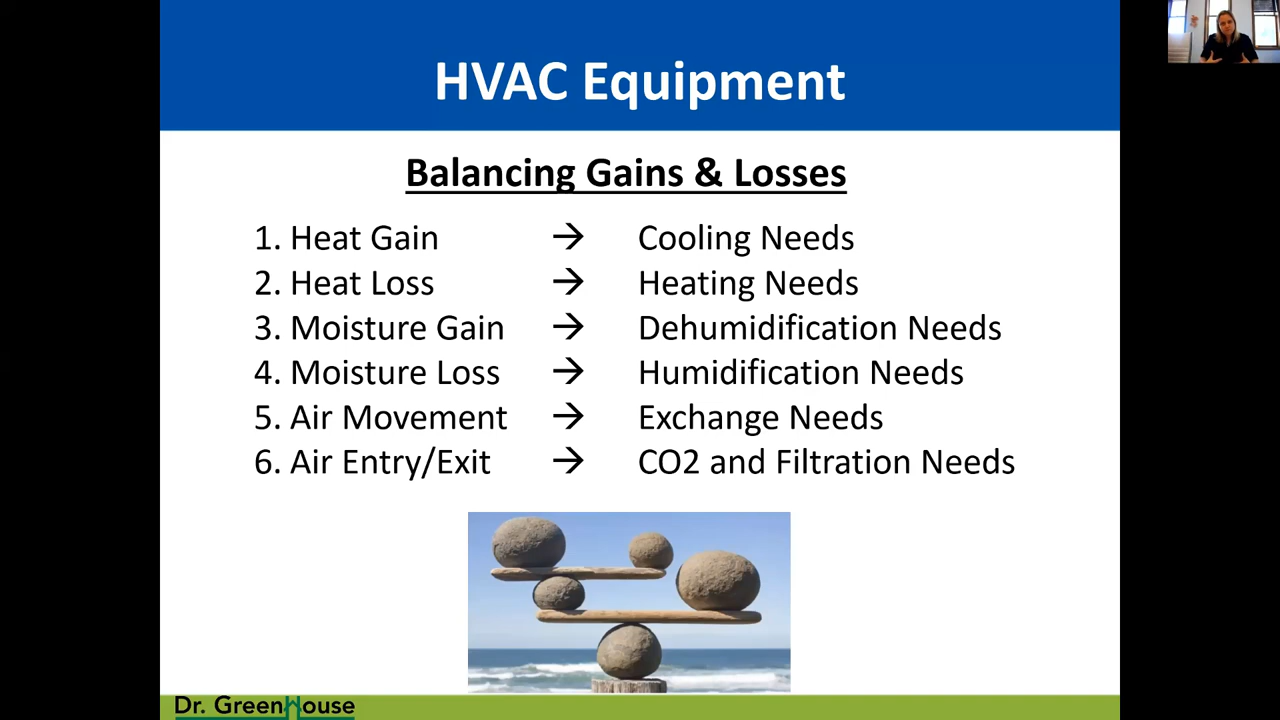 HVAC Equipment
Balancing Gains & Losses
1. Heat Gain → Cooling Needs
2. Heat Loss → Heating Needs
3. Moisture Gain → Dehumidification Needs
4. Moisture Loss → Humidification Needs
5. Air Movement → Exchange Needs
6. Air Entry/Exit → CO2 and Filtration Needs
Dr. GreenHouse